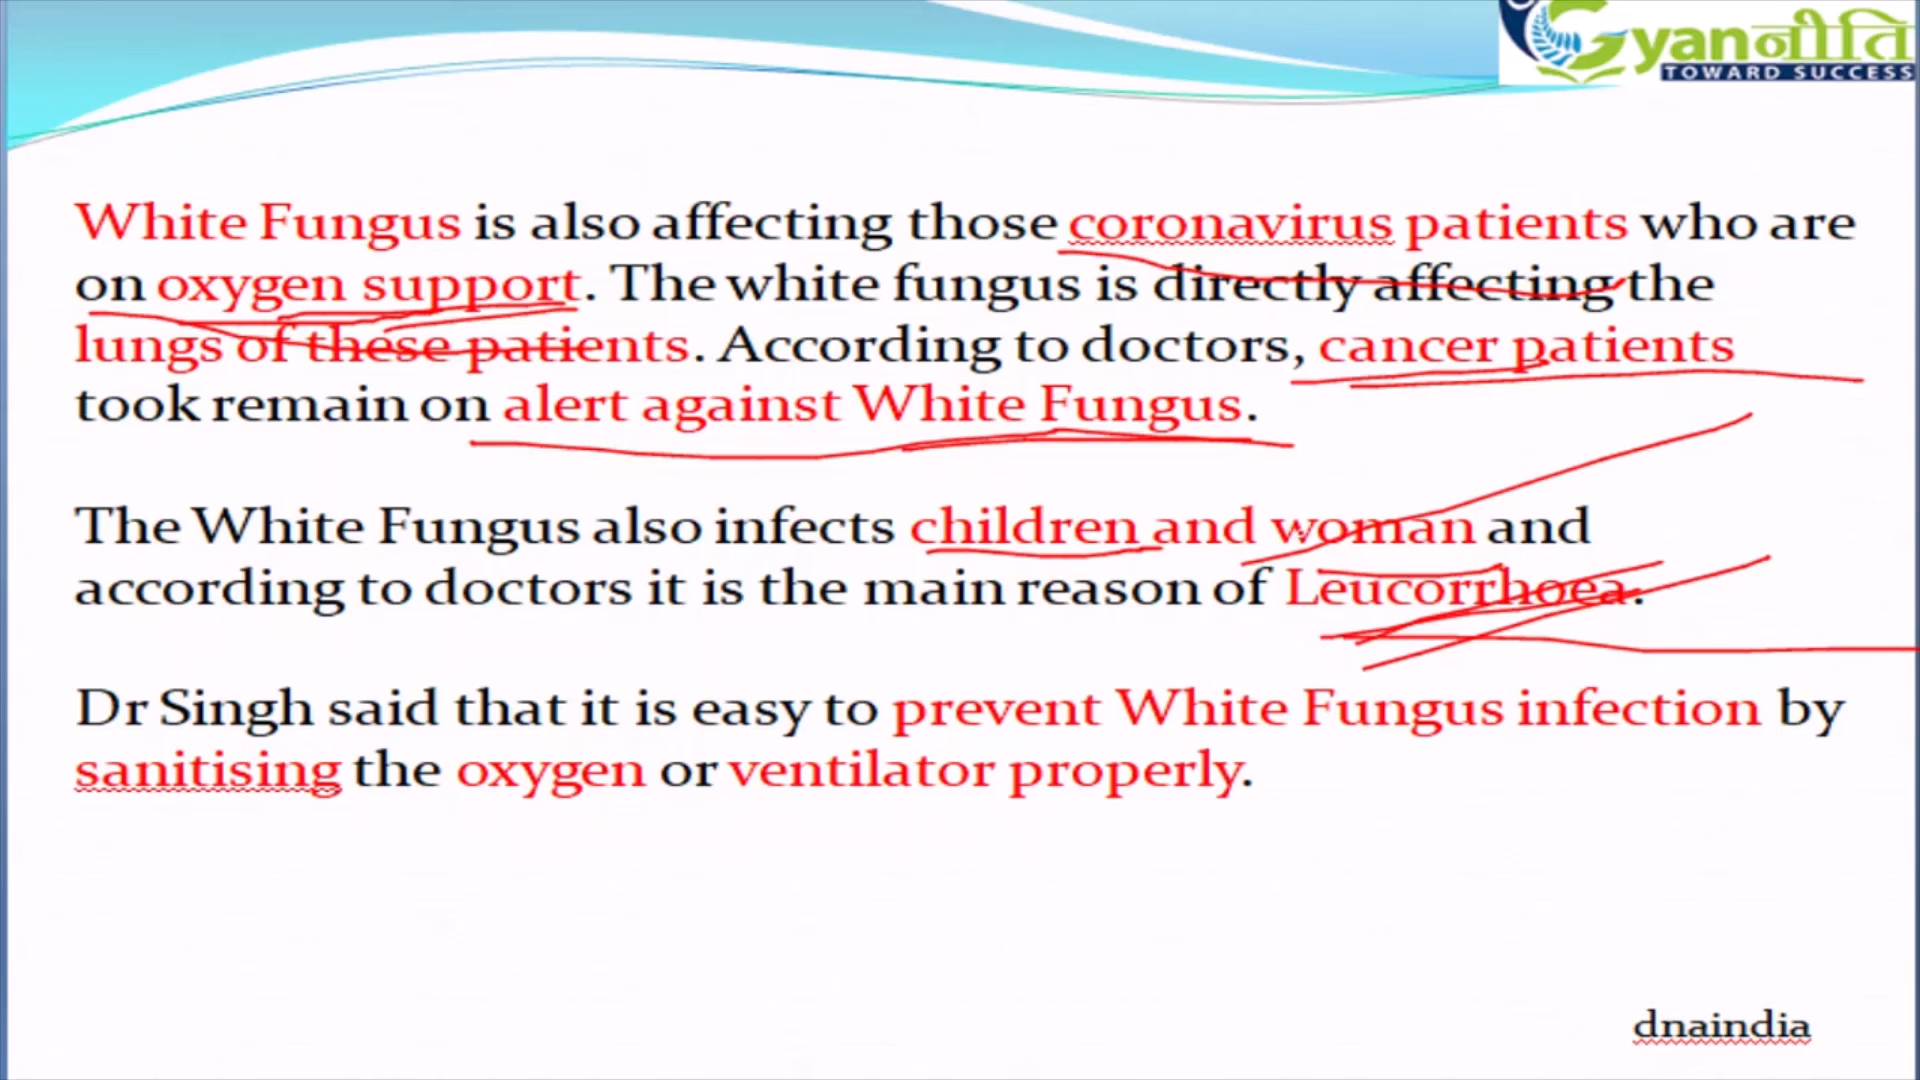 Gyanनीति
TOWARD SUCCESS
White Fungus is also affecting those coronavirus patients who are
on oxygen support. The white fungus is directly affecting the
lungs of these patients. According to doctors, cancer patients
took remain on alert against White Fungus.
The White Fungus also infects children and woman and
according to doctors it is the main reason of Leucorrhoea.
Dr Singh said that it is easy to prevent White Fungus infection by
sanitising the oxygen or ventilator properly.
dnaindia